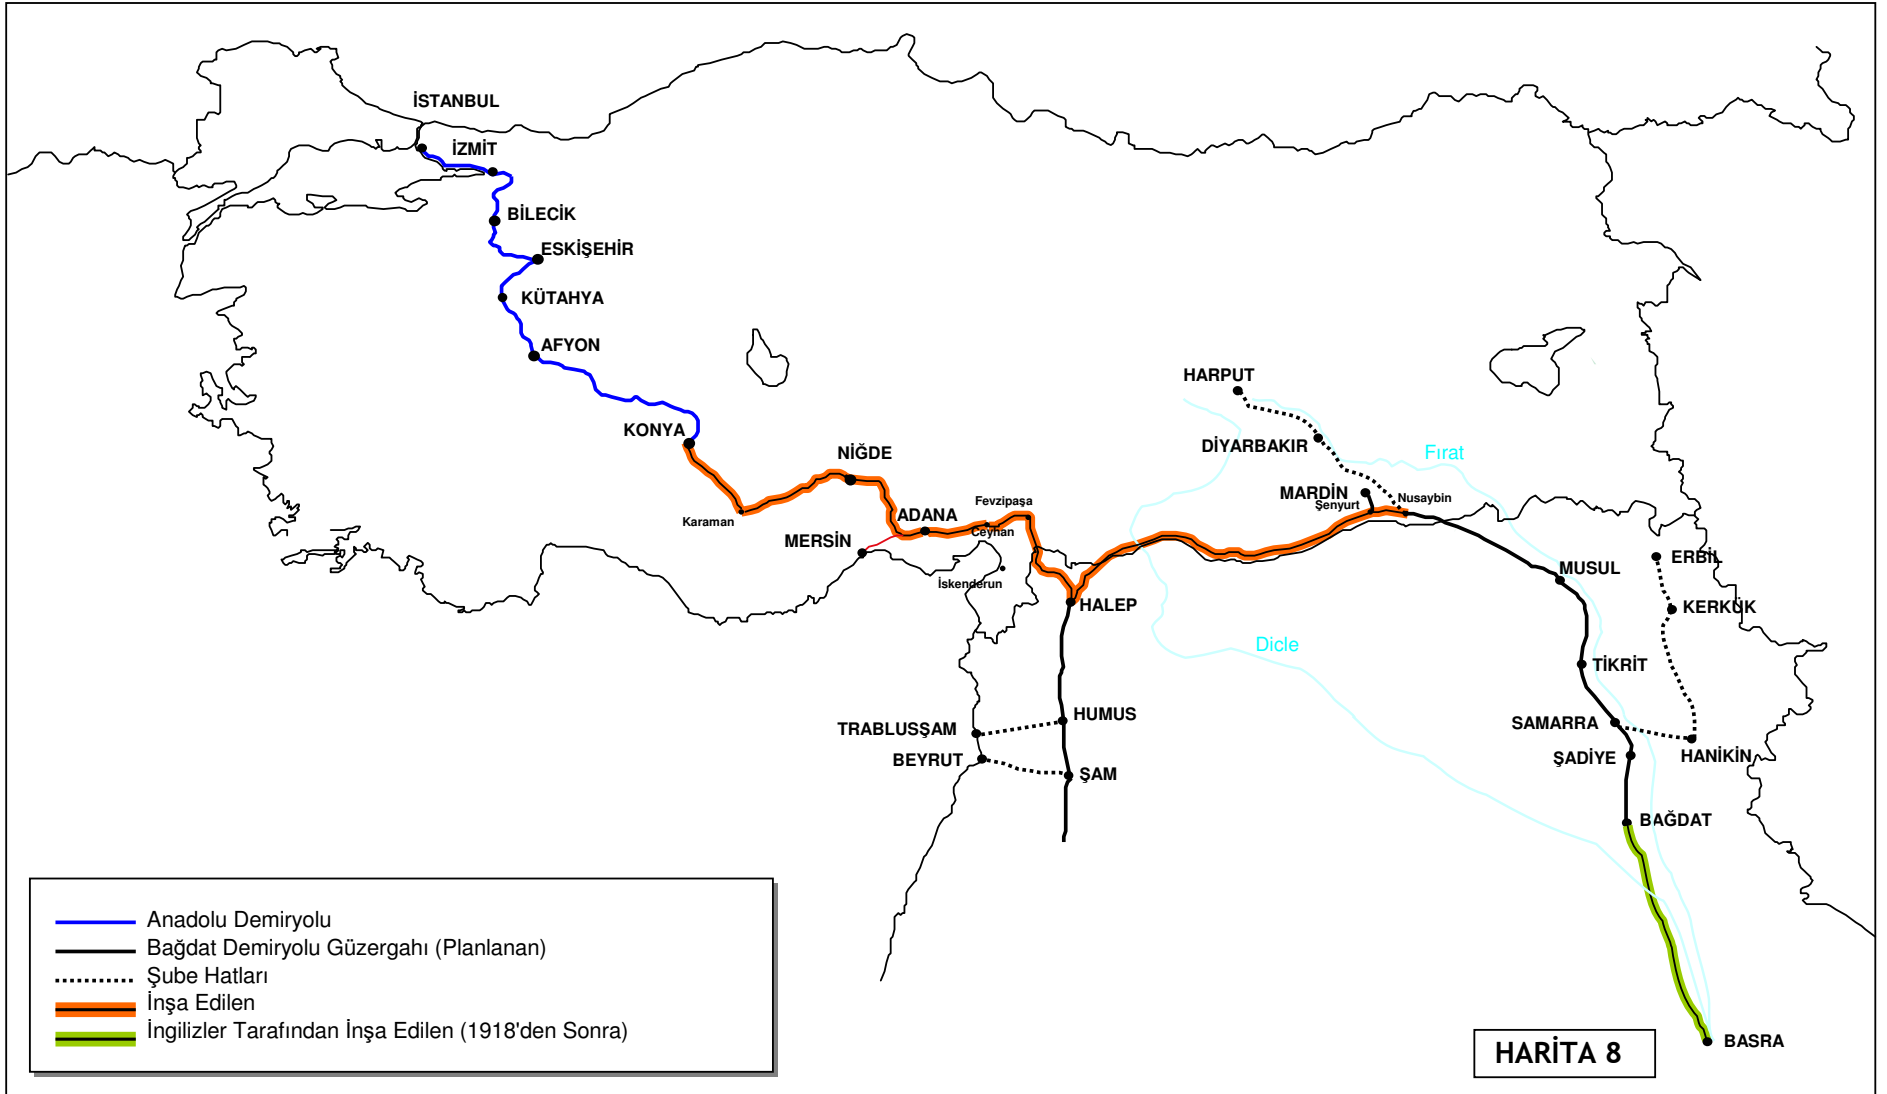 İSTANBUL
İZMİT
BİLECİK
ESKİŞEHİR
KÜTAHYA
AFYON
KONYA
NİĞDE
Karaman
ADANA
Fevzipaşa
Ceyhan
MERSİN
İskenderun
HARPUT
DİYARBAKIR
Fırat
MARDİN
Şenyurt
Nusaybin
HALEP
MUSUL
ERBİL
KERKÜK
Dicle
TİKRİT
HUMUS
TRABLUSŞAM
BEYRUT
ŞAM
SAMARRA
ŞADİYE
HANİKİN
BAĞDAT
BASRA
Anadolu Demiryolu
Bağdat Demiryolu Güzergahı (Planlanan)
Şube Hatları
İnşa Edilen
İngilizler Tarafından İnşa Edilen (1918'den Sonra)
HARİTA 8